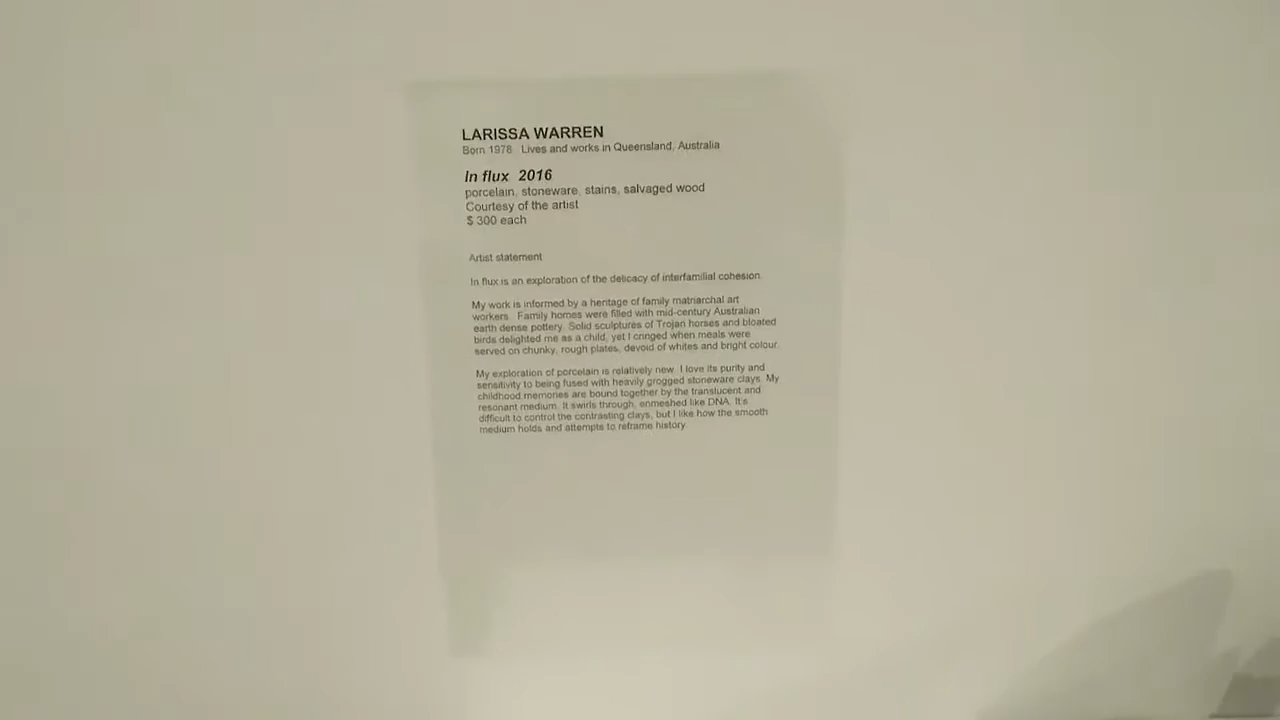 LARISSA WARREN
Born 1978 Lives and works in Queensland, Australia
In flux 2016
porcelain, stoneware, stains, salvaged wood
Courtesy of the artist
$ 300 each
Artist statement
In flux is an exploration of the delicacy of interfamilial cohesion.
My work is informed by a heritage of family matriarchal art
workers. Family homes were filled with mid-century Australian
earth dense pottery. Solid sculptures of Trojan horses and bloated
birds delighted me as a child, yet I cringed when meals were
served on chunky, rough plates, devoid of whites and bright colour.
My exploration of porcelain is relatively new. I love its purity and
sensitivity to being fused with heavily grogged stoneware clays. My
childhood memories are bound together by the translucent and
resonant medium. It swirls through, enmeshed like DNA. It's
difficult to control the contrasting clays, but I like how the smooth
medium holds and attempts to reframe history.